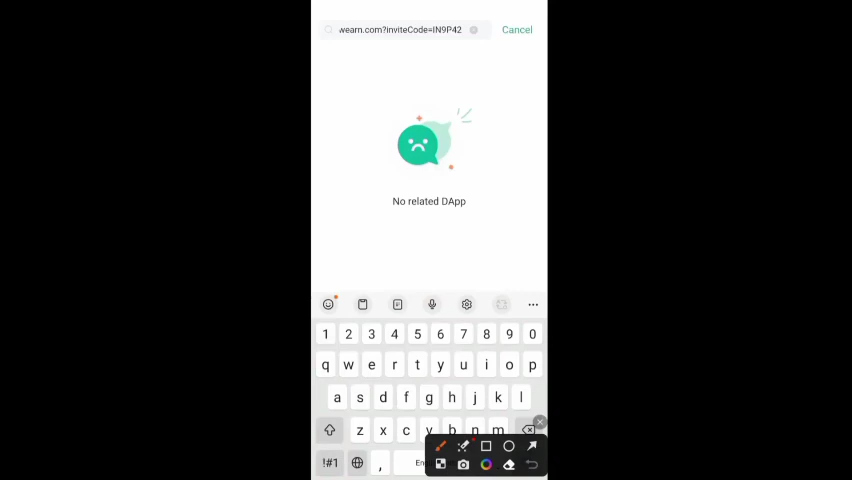 wearn.com?inviteCode=IN9P42
Cancel
No related DApp
1 2 3 4 5 6 7 8 9 0
q w e r t y u i o p
a s d f g h j k l
z x c v b n m
!#1 ,